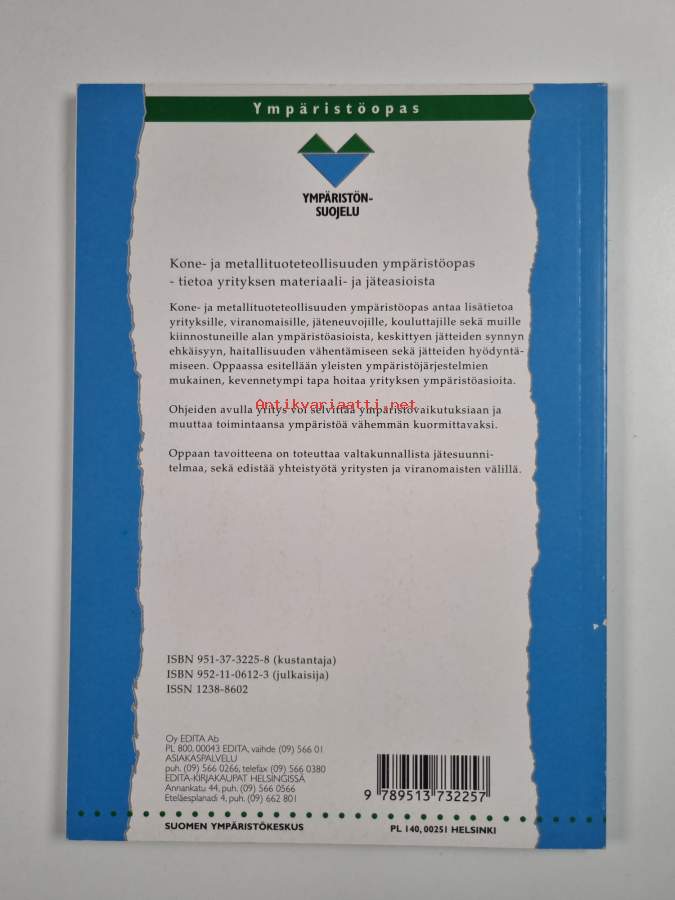 Ympäristöopas
YMPÄRISTÖN-
SUOJELU
Kone- ja metallituoteteollisuuden ympäristöopas
- tietoa yrityksen materiaali- ja jäteasioista
Kone- ja metallituoteteollisuuden ympäristöopas antaa lisätietoa
yrityksille, viranomaisille, jäteneuvojille, kouluttajille sekä muille
kiinnostuneille alan ympäristöasioista, keskittyen jätteiden synnyn
ehkäisyyn, haitallisuuden vähentämiseen sekä jätteiden hyödyntä-
miseen. Oppaassa esitellään yleisten ympäristöjärjestelmien
mukainen, kevennetympi tapa hoitaa yrityksen ympäristöasioita.
Antikvariaatti.net
Ohjeiden avulla yritys voi selvittää ympäristövaikutuksiaan ja
muuttaa toimintaansa ympäristöä vähemmän kuormittavaksi.
Oppaan tavoitteena on toteuttaa valtakunnallista jätesuunni-
telmaa, sekä edistää yhteistyötä yritysten ja viranomaisten välillä.
ISBN 951-37-3225-8 (kustantaja)
ISBN 952-11-0612-3 (julkaisija)
ISSN 1238-8602
Oy EDITA Ab
PL 800, 00043 EDITA, vaihde (09) 566 01
ASIAKASPALVELU
puh. (09) 566 0266, telefax (09) 566 0380
EDITA-KIRJAKAUPAT HELSINGISSÄ
Annankatu 44, puh. (09) 566 0566
Eteläesplanadi 4, puh. (09) 662 801
9 789513 732257
SUOMEN YMPÄRISTÖKESKUS
PL 140, 00251 HELSINKI